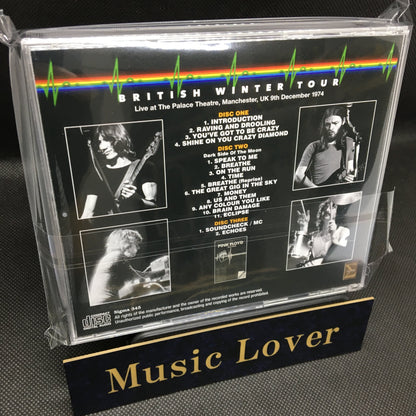 BRITISH WINTER TOUR
Live at The Palace Theatre, Manchester, UK 9th December 1974
DISC ONE
1. INTRODUCTION
2. RAVING AND DROOLING
3. YOU'VE GOT TO BE CRAZY
4. SHINE ON YOU CRAZY DIAMOND
DISC TWO
Dark Side Of The Moon
1. SPEAK TO ME
2. BREATHE
3. ON THE RUN
4. TIME
5. BREATHE (Reprise)
6. THE GREAT GIG IN THE SKY
7. MONEY
8. US AND THEM
9. ANY COLOUR YOU LIKE
10. BRAIN DAMAGE
11. ECLIPSE
DISC THREE
1. SOUNDCHECK / MC
2. ECHOES
PINK FLOYD
disc
Sigma 345
All rights of the manufacturer and the owner of the recorded works are reserved.
Unauthorized public performance, broadcasting and copying of the record prohibited.
Music Lover